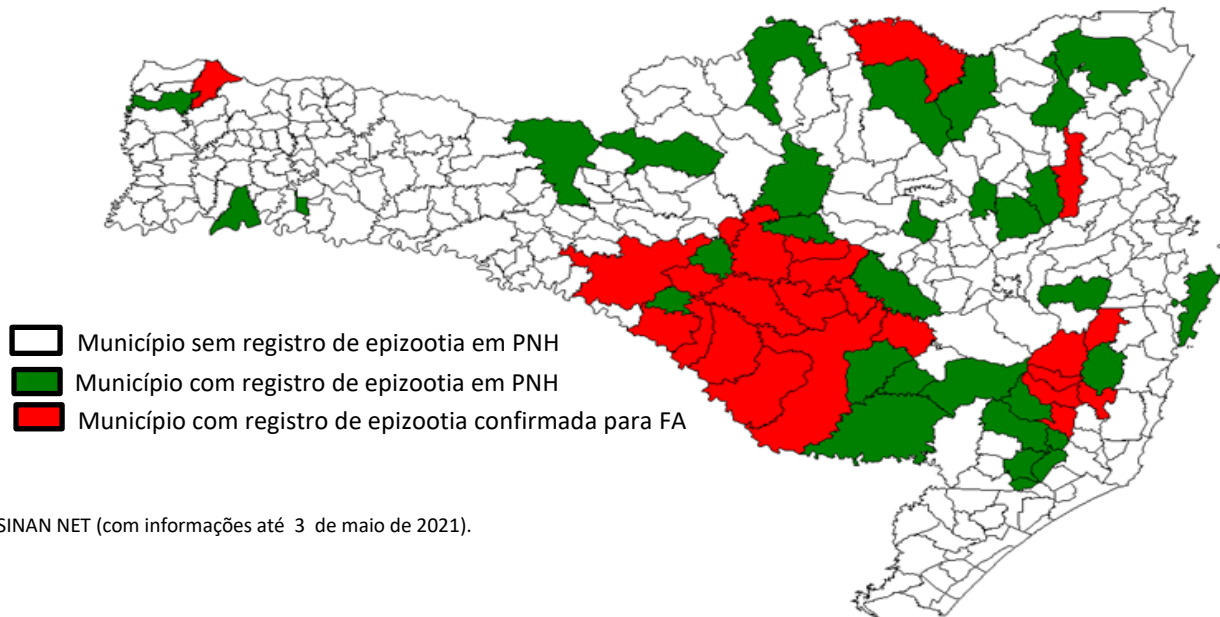 Município sem registro de epizootia em PNH
Município com registro de epizootia em PNH
Município com registro de epizootia confirmada para FA
SINAN NET (com informações até 3 de maio de 2021).